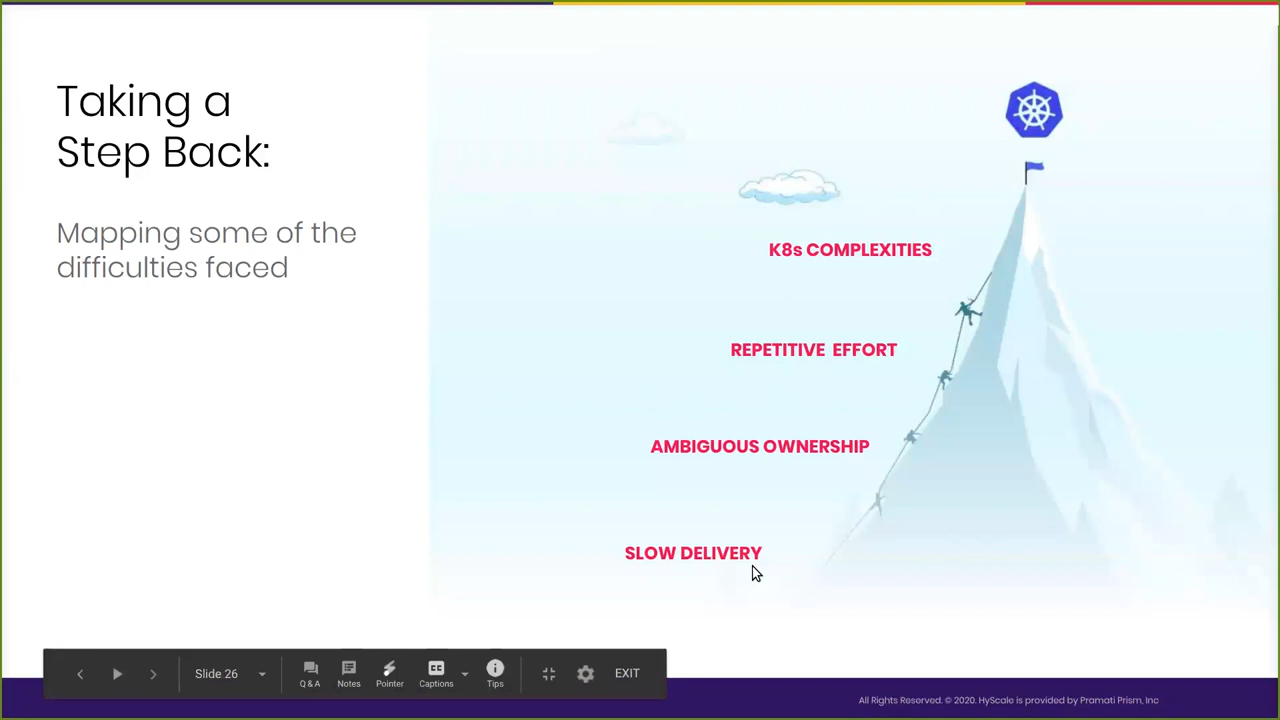 Taking a
Step Back:
Mapping some of the
difficulties faced
K8s COMPLEXITIES
REPETITIVE EFFORT
AMBIGUOUS OWNERSHIP
SLOW DELIVERY
Slide 26
Q & A
Notes
Pointer
CC
Captions
Tips
EXIT
All Rights Reserved. © 2020. HyScale is provided by Pramati Prism, Inc